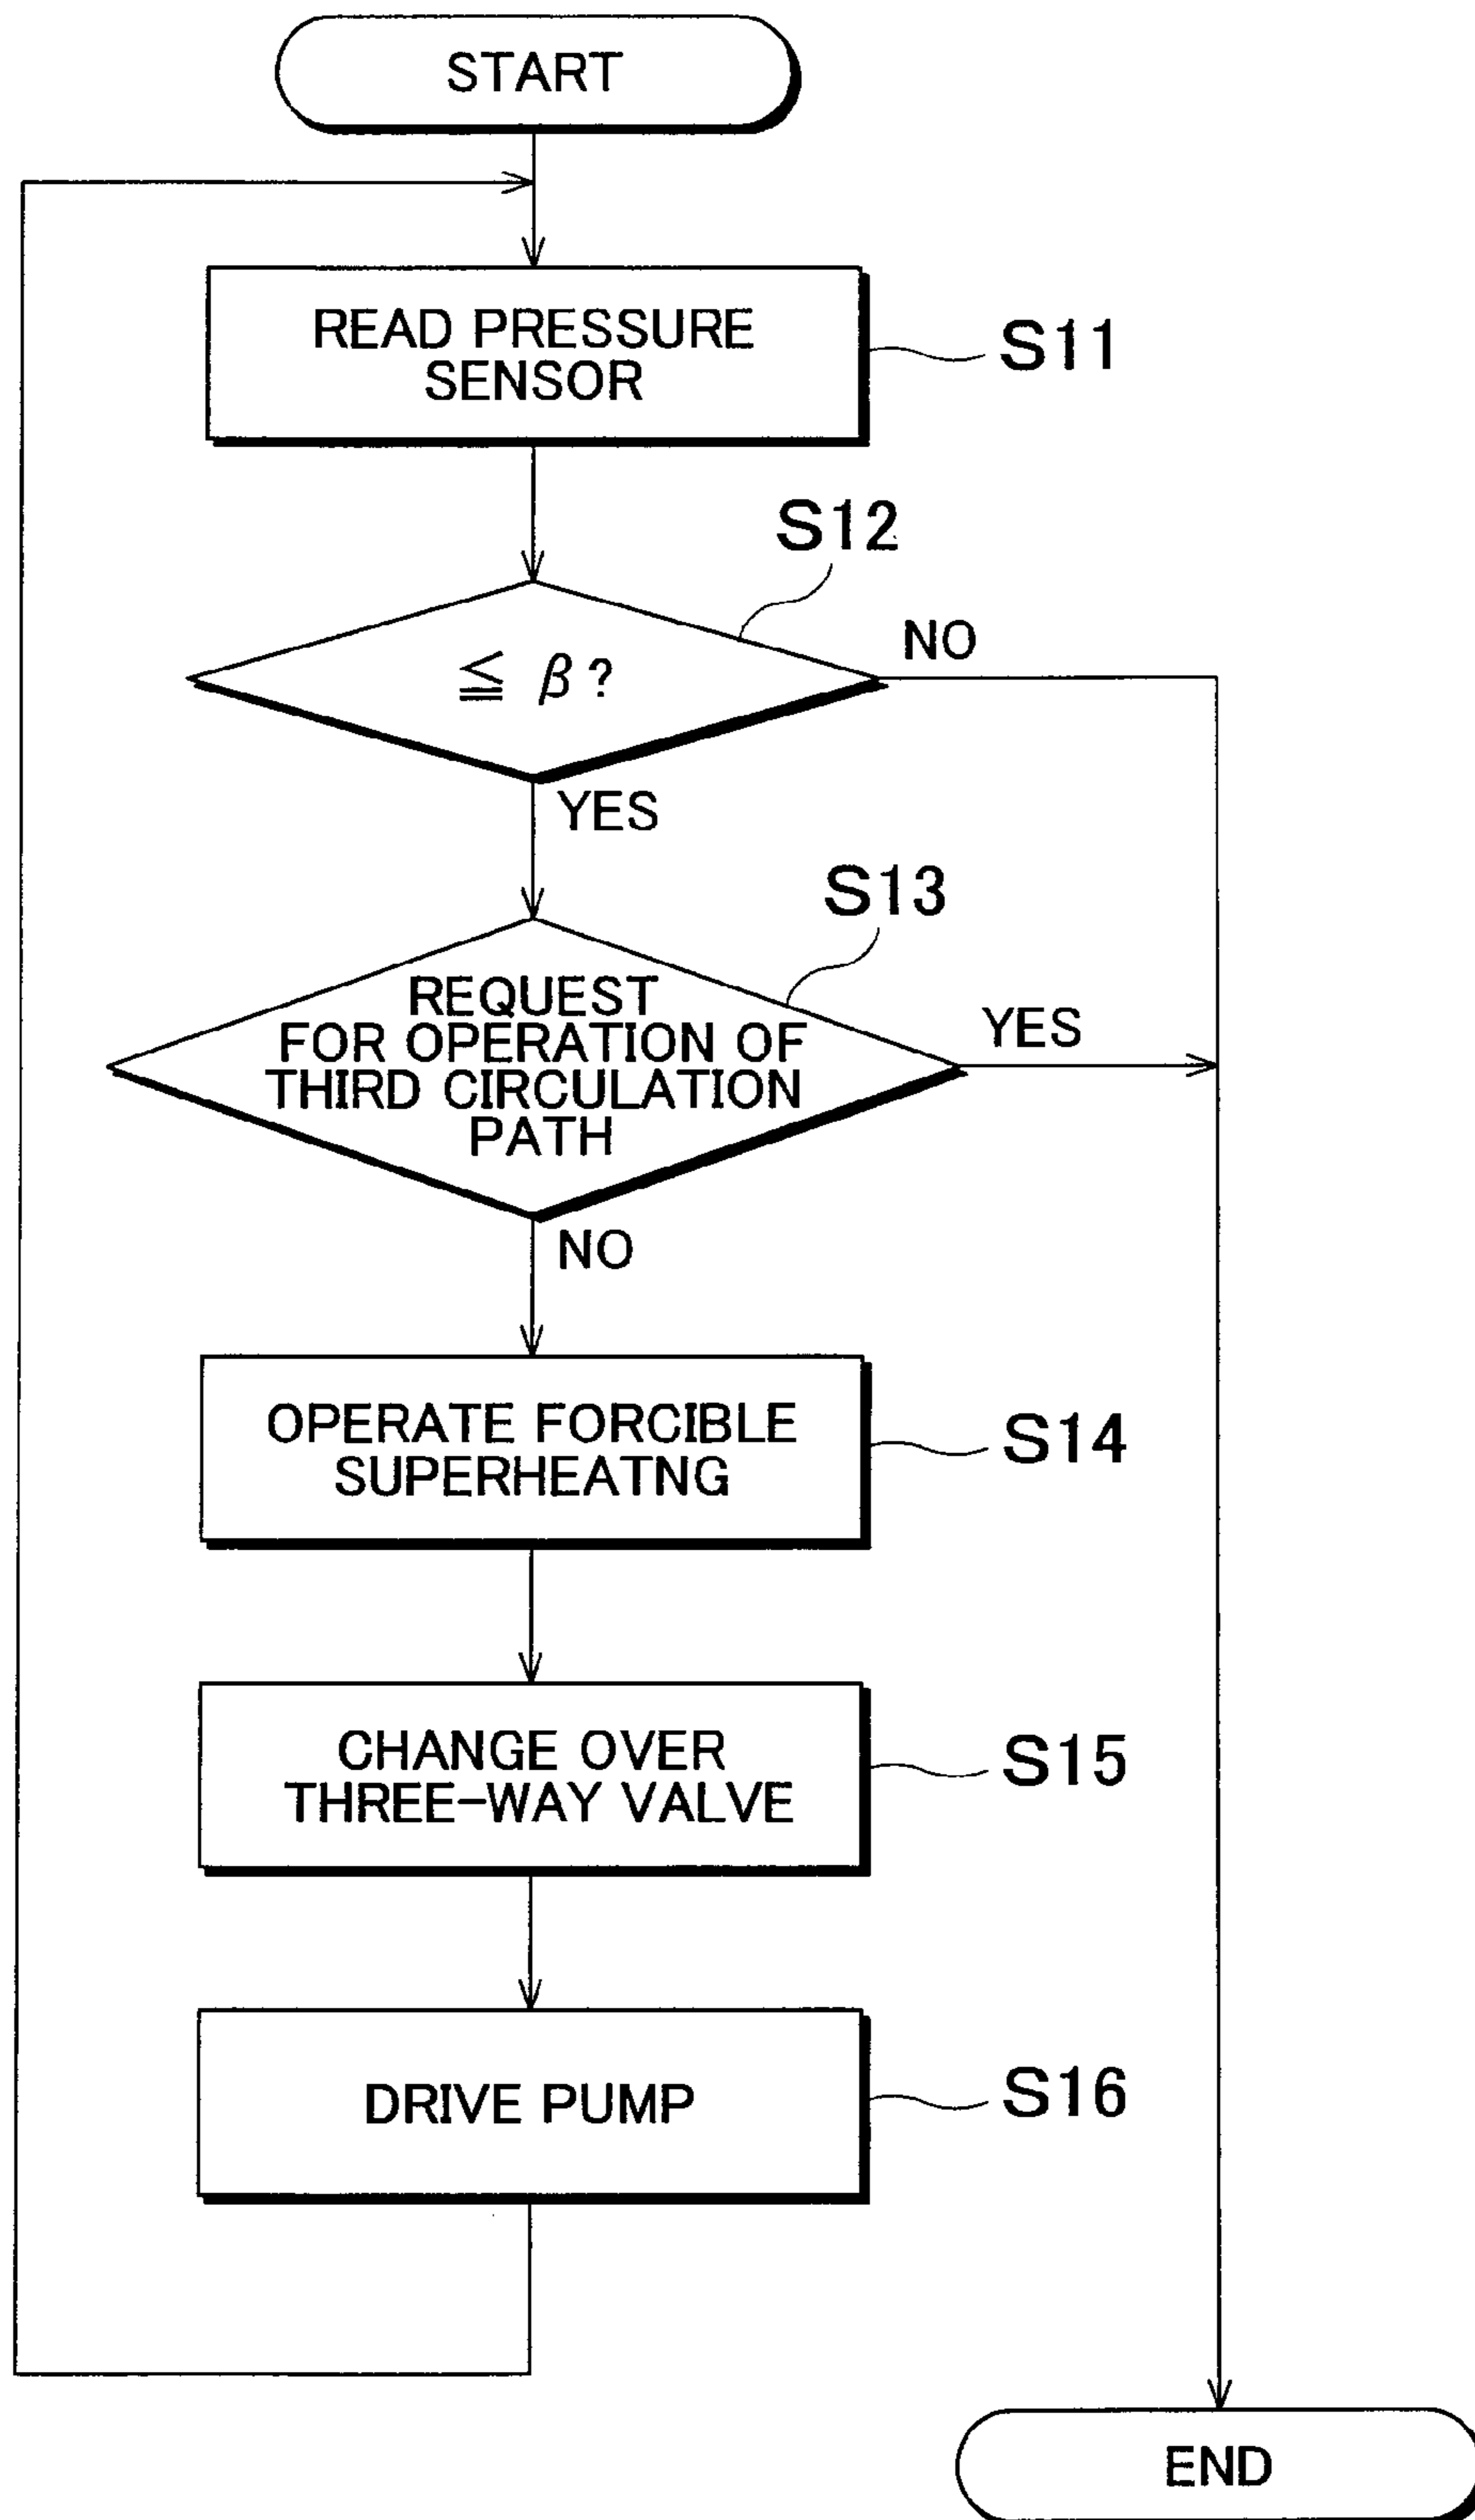 START
READ PRESSURE
SENSOR
S11
S12
≦ β?
NO
YES
S13
REQUEST
FOR OPERATION OF
THIRD CIRCULATION
PATH
YES
NO
OPERATE FORCIBLE
SUPERHEATNG
S14
CHANGE OVER
THREE-WAY VALVE
S15
DRIVE PUMP
S16
END